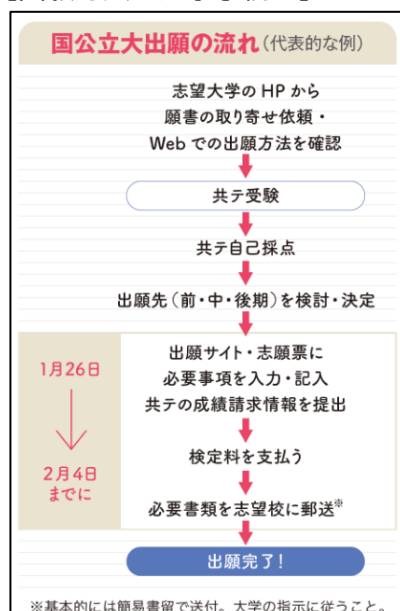 国公立大出願の流れ(代表的な例)
志望大学のHPから
願書の取り寄せ依頼・
Webでの出願方法を確認
共テ受験
共テ自己採点
出願先(前・中・後期)を検討・決定
1月26日
2月4日
までに
出願サイト・志願票に
必要事項を入力・記入
共テの成績請求情報を提出
検定料を支払う
必要書類を志望校に郵送※
出願完了!
※基本的には簡易書留で送付。大学の指示に従うこと。